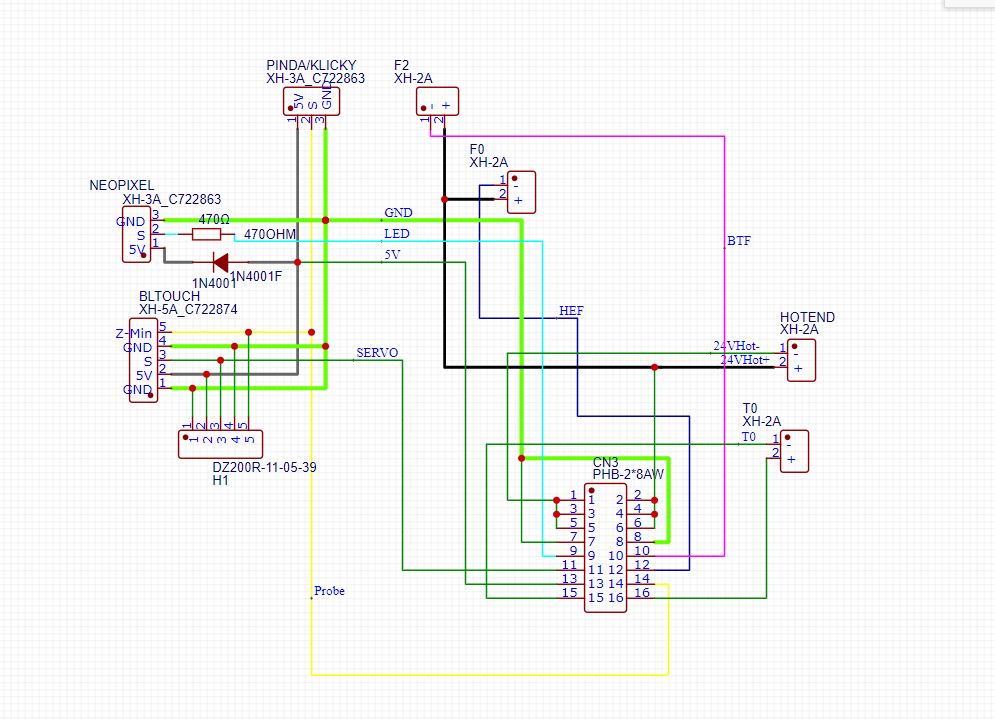 PINDA/KLICKY
XH-3A_C722863
5V
S
GND
1
2
3
F2
XH-2A
- +
1
2
F0
XH-2A
1 -
2 +
NEOPIXEL
XH-3A_C722863
GND 3
S 2
5V 1
470Ω
470OHM
1N4001
1N4001F
GND
LED
5V
BTF
HEF
BLTOUCH
XH-5A_C722874
Z-Min 5
GND 4
S 3
5V 2
GND 1
SERVO
HOTEND
XH-2A
24VHot- 1 -
24VHot+ 2 +
1 2 3 4 5
1 2 3 4 5
DZ200R-11-05-39
H1
T0
XH-2A
T0 1 -
2 +
CN3
PHB-2*8AW
1 1 2 2
3 3 4 4
5 5 6 6
7 7 8 8
9 9 10 10
11 11 12 12
13 13 14 14
15 15 16 16
Probe